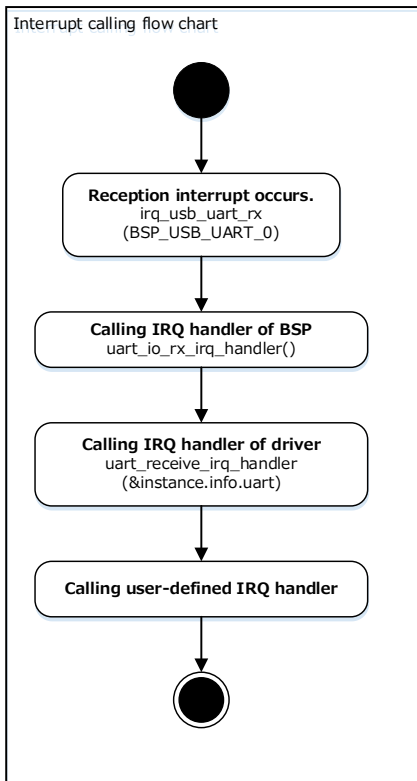 Interrupt calling flow chart
Reception interrupt occurs.
irq_usb_uart_rx
(BSP_USB_UART_0)
Calling IRQ handler of BSP
uart_io_rx_irq_handler()
Calling IRQ handler of driver
uart_receive_irq_handler
(&instance.info.uart)
Calling user-defined IRQ handler